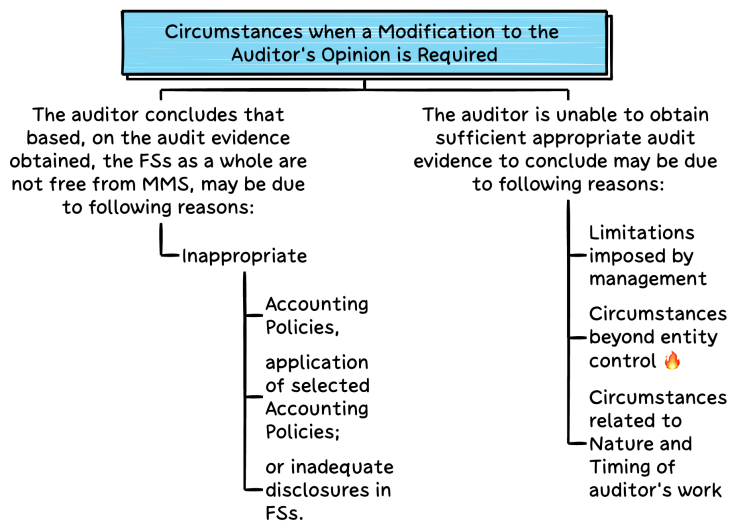 Circumstances when a Modification to the
Auditor's Opinion is Required
The auditor concludes that
based, on the audit evidence
obtained, the FSs as a whole are
not free from MMS, may be due
to following reasons:
Inappropriate
Accounting
Policies,
application
of selected
Accounting
Policies;
or inadequate
disclosures in
FSs.
The auditor is unable to obtain
sufficient appropriate audit
evidence to conclude may be due
to following reasons:
Limitations
imposed by
management
Circumstances
beyond entity
control 🔥
Circumstances
related to
Nature and
Timing of
auditor's work